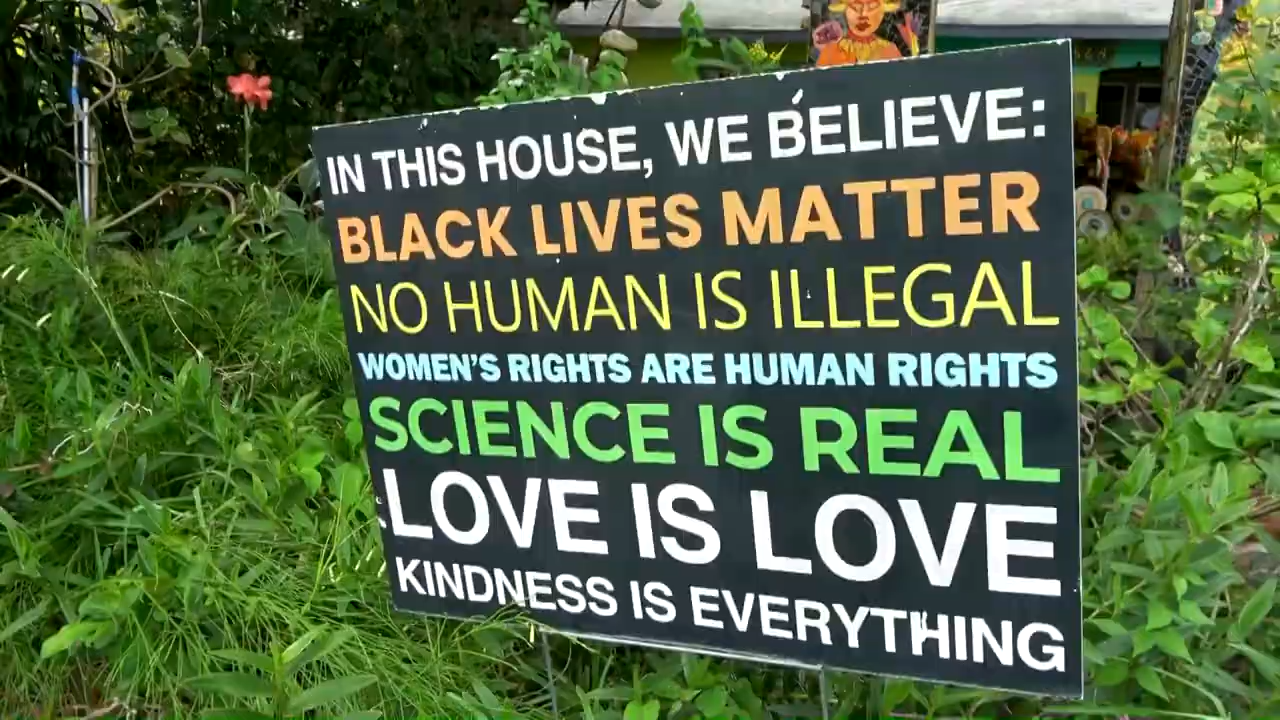 IN THIS HOUSE, WE BELIEVE:
BLACK LIVES MATTER
NO HUMAN IS ILLEGAL
WOMEN'S RIGHTS ARE HUMAN RIGHTS
SCIENCE IS REAL
LOVE IS LOVE
KINDNESS IS EVERYTHING